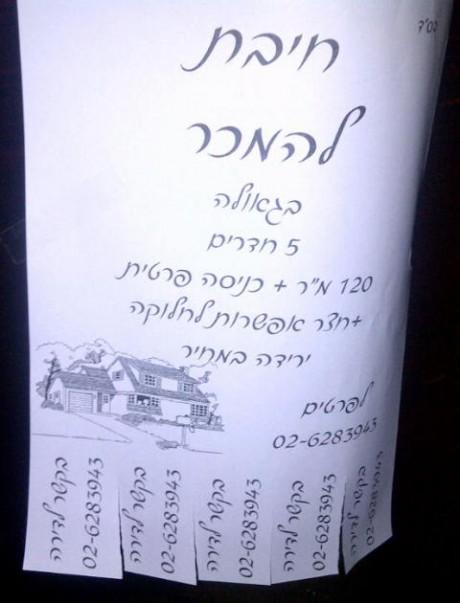 בס"ד
חיבת
להמכר
בגאולה
5 חדרים
120 מ"ר + כניסה פרטית
+חצר אפשרות לחלוקה
ירידה במחיר
לפרטים
02-6283943
בקשר לדירה
02-6283943
בקשר לדירה
02-6283943
בקשר לדירה
02-6283943
בקשר לדירה
02-6283943
בקשר לדירה
02-6283943